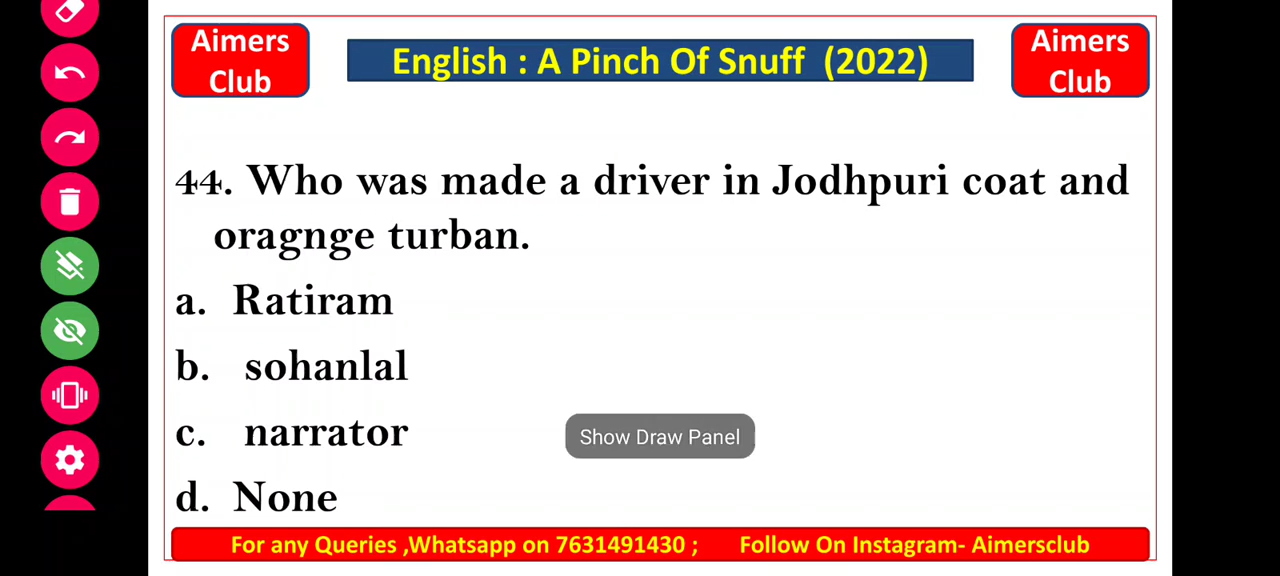 Aimers
Club
English : A Pinch Of Snuff (2022)
Aimers
Club
44. Who was made a driver in Jodhpuri coat and
oragnge turban.
a. Ratiram
b. sohanlal
c. narrator
Show Draw Panel
d. None
For any Queries ,Whatsapp on 7631491430 ; Follow On Instagram- Aimersclub